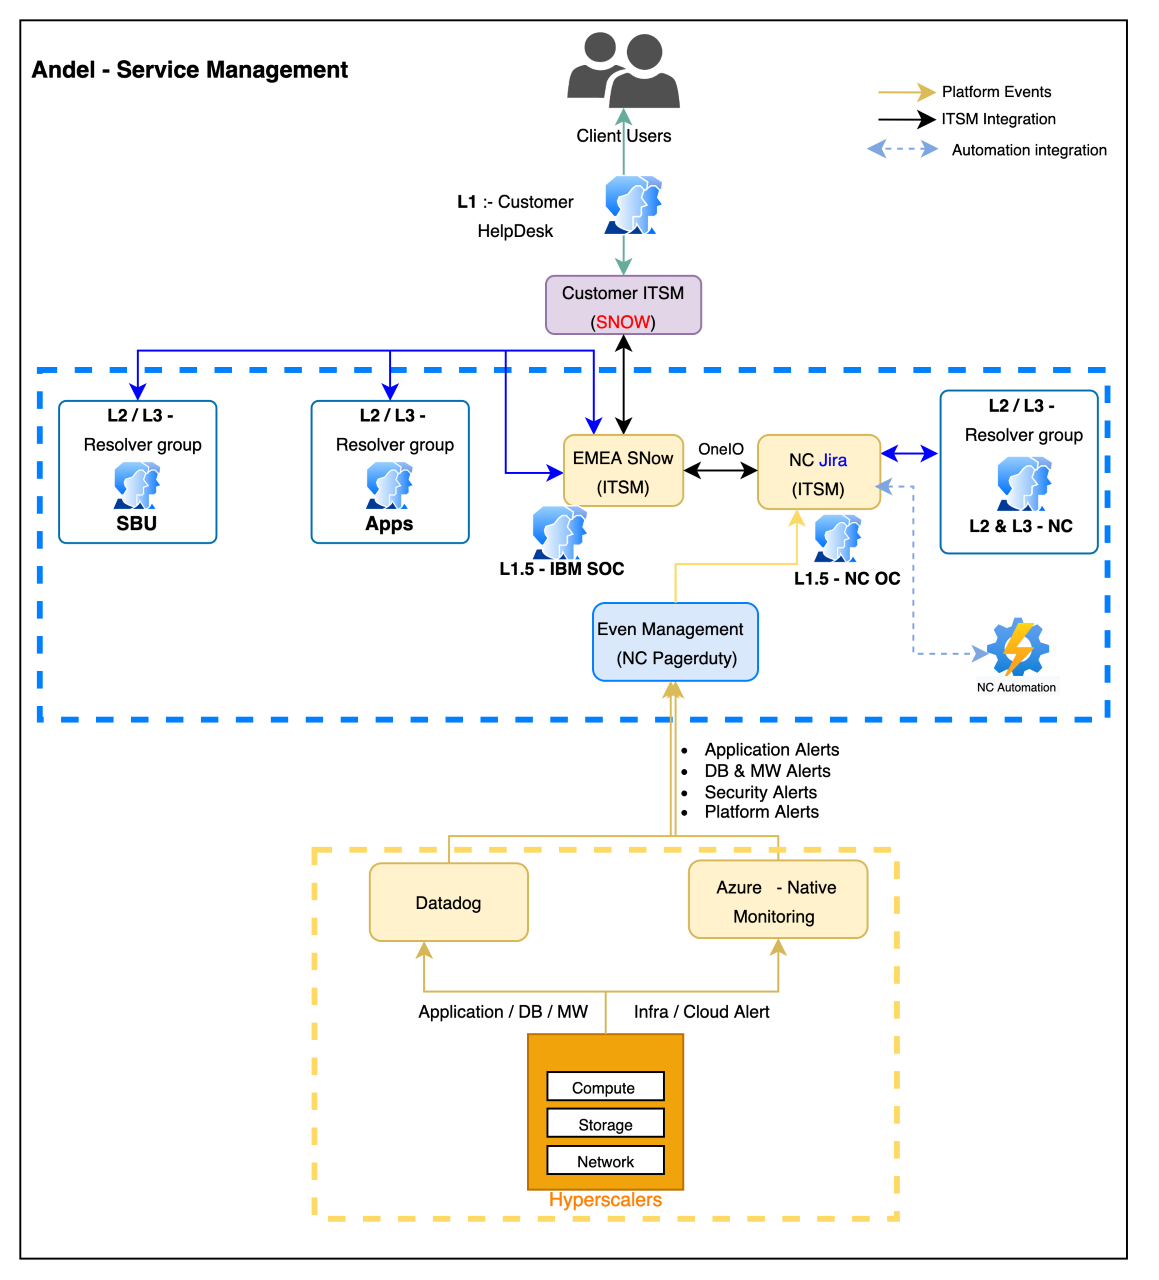 Andel - Service Management
Client Users
Platform Events
ITSM Integration
Automation integration
L1 :- Customer
HelpDesk
Customer ITSM
(SNOW)
L2 / L3 -
Resolver group
SBU
L2 / L3 -
Resolver group
Apps
EMEA SNow
(ITSM)
L1.5 - IBM SOC
OneIO
NC Jira
(ITSM)
L1.5 - NC OC
L2 / L3 -
Resolver group
L2 & L3 - NC
Even Management
(NC Pagerduty)
NC Automation
• Application Alerts
• DB & MW Alerts
• Security Alerts
• Platform Alerts
Datadog
Azure - Native
Monitoring
Application / DB / MW
Infra / Cloud Alert
Compute
Storage
Network
Hyperscalers